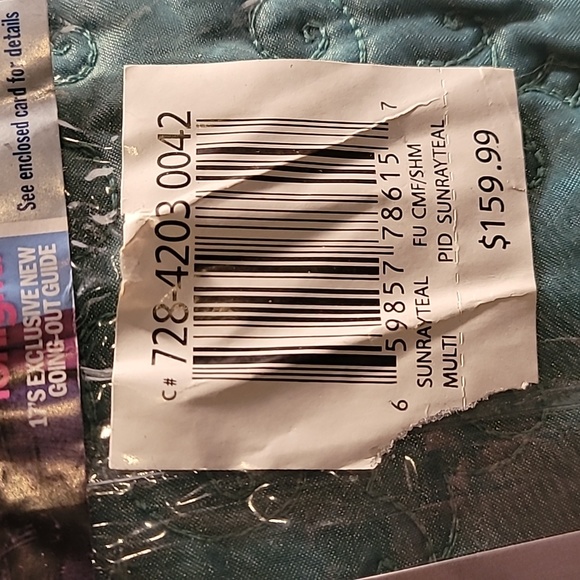 See enclosed card for details
17'S EXCLUSIVE NEW
GOING-OUT GUIDE
C# 728-4203 0042
6 59857 78615 7
SUNRAYTEAL FU CMF/SHM
MULTI PID SUNRAYTEAL
$159.99